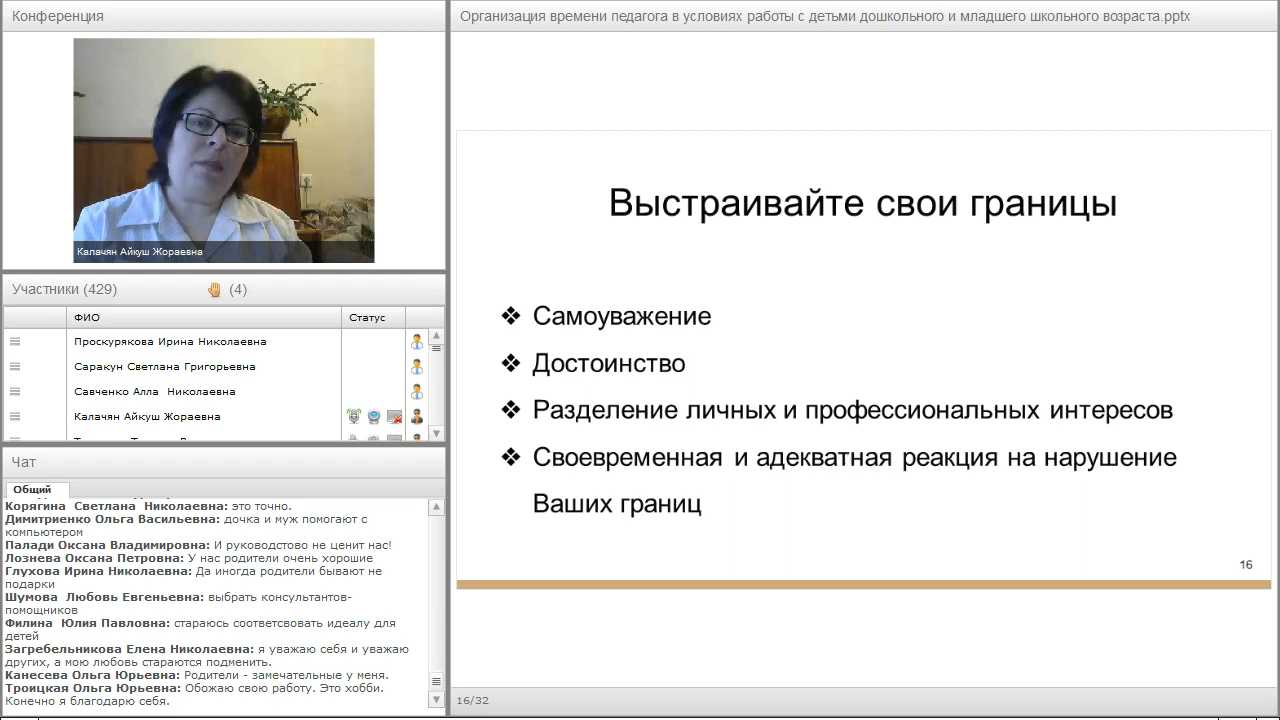 Конференция
Калачян Айкуш Жораевна
Участники (429)
(4)
ФИО
Статус
Проскурякова Ирина Николаевна
Саракун Светлана Григорьевна
Савченко Алла Николаевна
Калачян Айкуш Жораевна
Чат
Общий
Корягина Светлана Николаевна: это точно.
Димитриенко Ольга Васильевна: дочка и муж помогают с
компьютером
Палади Оксана Владимировна: И руководстово не ценит нас!
Лознева Оксана Петровна: У нас родители очень хорошие
Глухова Ирина Николаевна: Да иногда родители бывают не
подарки
Шумова Любовь Евгеньевна: выбрать консультантов-
помощников
Филина Юлия Павловна: стараюсь соответсвовать идеалу для
детей
Загребельникова Елена Николаевна: я уважаю себя и уважаю
других, а мою любовь стараются подменить.
Канесева Ольга Юрьевна: Родители - замечательные у меня.
Троицкая Ольга Юрьевна: Обожаю свою работу. Это хобби.
Конечно я благодарю себя.
Организация времени педагога в условиях работы с детьми дошкольного и младшего школьного возраста.pptx
Выстраивайте свои границы
❖ Самоуважение
❖ Достоинство
❖ Разделение личных и профессиональных интересов
❖ Своевременная и адекватная реакция на нарушение
Ваших границ
16
16/32